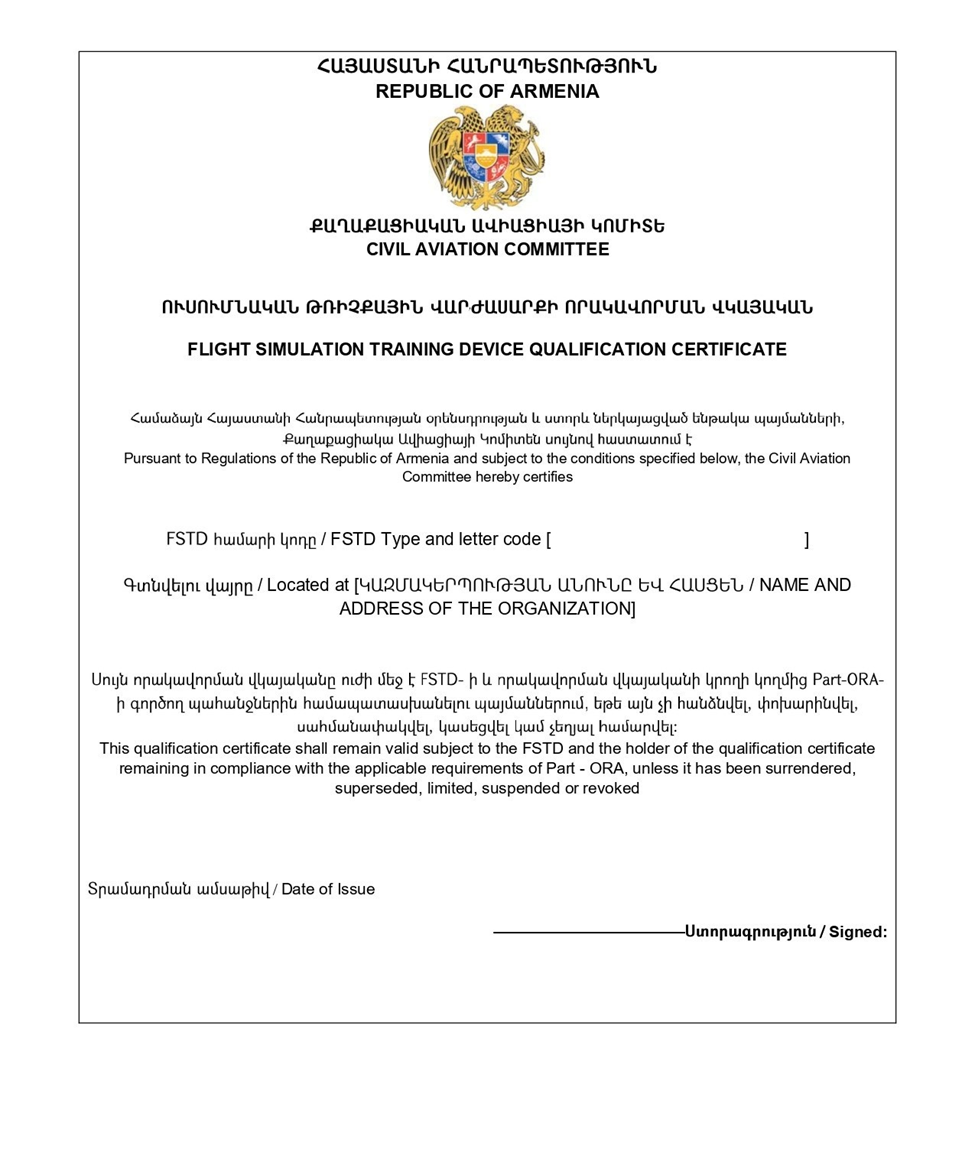 ՀԱՅԱՍՏԱՆԻ ՀԱՆՐԱՊԵՏՈՒԹՅՈՒՆ
REPUBLIC OF ARMENIA
ՔԱՂԱՔԱՑԻԱԿԱՆ ԱՎԻԱՑԻԱՅԻ ԿՈՄԻՏԵ
CIVIL AVIATION COMMITTEE
ՈՒՍՈՒՄՆԱԿԱՆ ԹՌԻՉՔԱՅԻՆ ՎԱՐԺԱՍԱՐՔԻ ՈՐԱԿԱՎՈՐՄԱՆ ՎԿԱՅԱԿԱՆ
FLIGHT SIMULATION TRAINING DEVICE QUALIFICATION CERTIFICATE
Համաձայն Հայաստանի Հանրապետության օրենսդրության և ստորև ներկայացված ենթակա պայմանների,
Քաղաքացիակա Ավիացիայի Կոմիտեն սույնով հաստատում է
Pursuant to Regulations of the Republic of Armenia and subject to the conditions specified below, the Civil Aviation
Committee hereby certifies
FSTD համարի կոդը / FSTD Type and letter code [ ]
Գտնվելու վայրը / Located at [ԿԱԶՄԱԿԵՐՊՈՒԹՅԱՆ ԱՆՈՒՆԸ ԵՎ ՀԱՍՑԵՆ / NAME AND
ADDRESS OF THE ORGANIZATION]
Սույն որակավորման վկայականը ուժի մեջ է FSTD- ի և որակավորման վկայականի կրողի կողմից Part-ORA-
ի գործող պահանջներին համապատասխանելու պայմաններում, եթե այն չի հանձնվել, փոխարինվել,
սահմանափակվել, կասեցվել կամ չեղյալ համարվել:
This qualification certificate shall remain valid subject to the FSTD and the holder of the qualification certificate
remaining in compliance with the applicable requirements of Part - ORA, unless it has been surrendered,
superseded, limited, suspended or revoked
Տրամադրման ամսաթիվ / Date of Issue
Ստորագրություն / Signed: